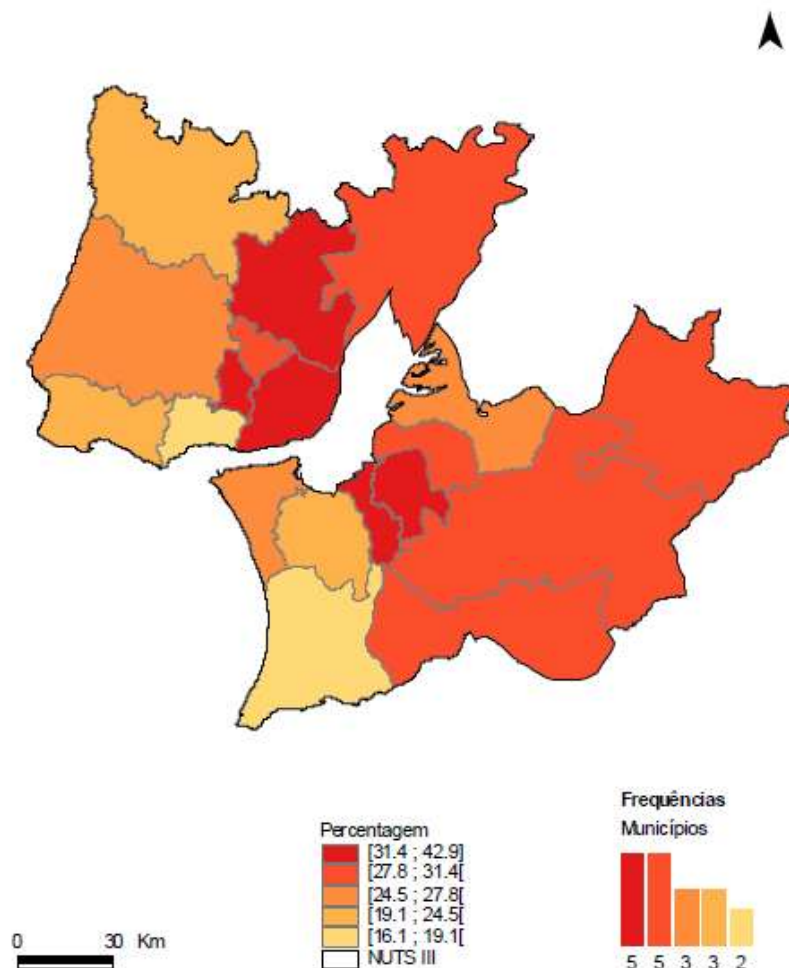 Percentagem
[31.4 ; 42.9]
[27.8 ; 31.4[
[24.5 ; 27.8[
[19.1 ; 24.5[
[16.1 ; 19.1[
NUTS III
Frequências
Municípios
5 5 3 3 2
0 30 Km